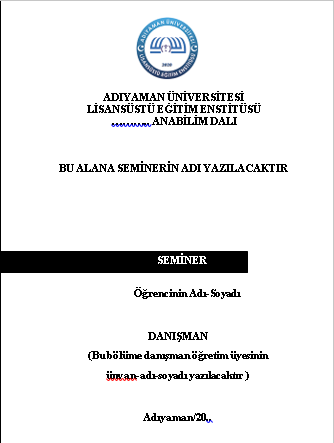 ADIYAMAN ÜNİVERSİTESİ
LİSANSÜSTÜ EĞİTİM ENSTİTÜSÜ
2020
ADIYAMAN ÜNİVERSİTESİ
LİSANSÜSTÜ EĞİTİM ENSTİTÜSÜ
............ANABİLİM DALI
BU ALANA SEMİNERİN ADI YAZILACAKTIR
SEMİNER
Öğrencinin Adı- Soyadı
DANIŞMAN
(Bu bölüme danışman öğretim üyesinin
ünvan- adı-soyadı yazılacaktır )
Adıyaman/20..